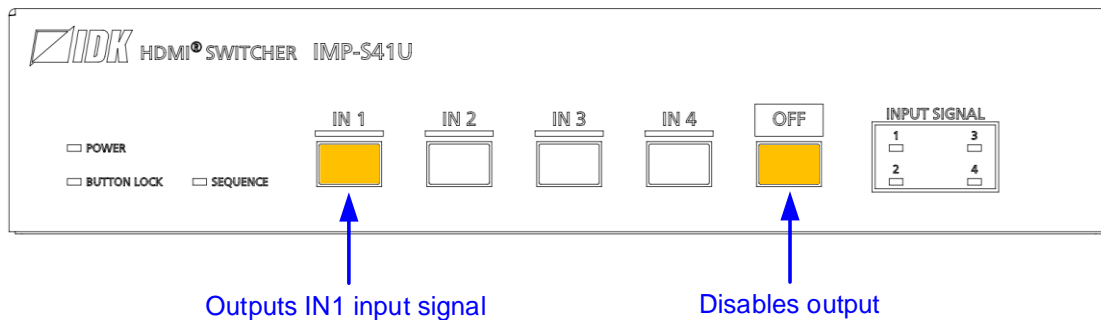 IDK HDMI® SWITCHER IMP-S41U
IN 1 IN 2 IN 3 IN 4 OFF INPUT SIGNAL
1 3
POWER
2 4
BUTTON LOCK SEQUENCE
Outputs IN1 input signal Disables output